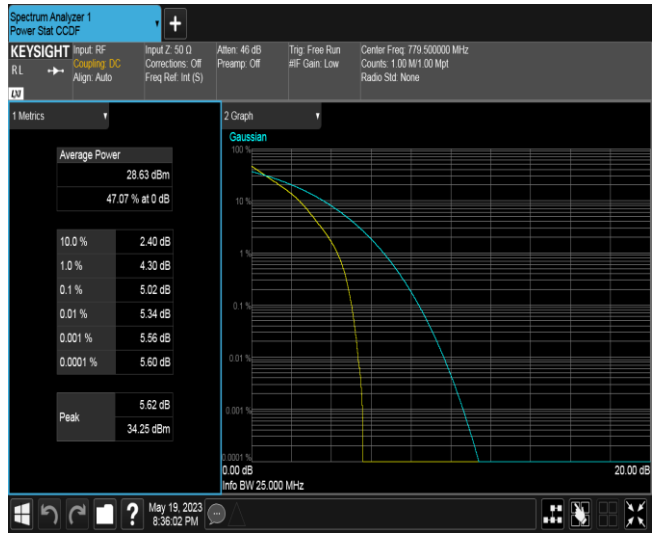 Spectrum Analyzer 1
Power Stat CCDF
+
KEYSIGHT
RL
LXI
Input: RF
Coupling: DC
Align: Auto
Input Z: 50 Ω
Corrections: Off
Freq Ref: Int (S)
Atten: 46 dB
Preamp: Off
Trig: Free Run
#IF Gain: Low
Center Freq: 779.500000 MHz
Counts: 1.00 M/1.00 Mpt
Radio Std: None
1 Metrics
Average Power
28.63 dBm
47.07 % at 0 dB
10.0 % 2.40 dB
1.0 % 4.30 dB
0.1 % 5.02 dB
0.01 % 5.34 dB
0.001 % 5.56 dB
0.0001 % 5.60 dB
Peak
5.62 dB
34.25 dBm
2 Graph
Gaussian
100 %
10 %
1 %
0.1 %
0.01 %
0.001 %
0.0001 %
0.00 dB 20.00 dB
Info BW 25.000 MHz
?
May 19, 2023
8:36:02 PM